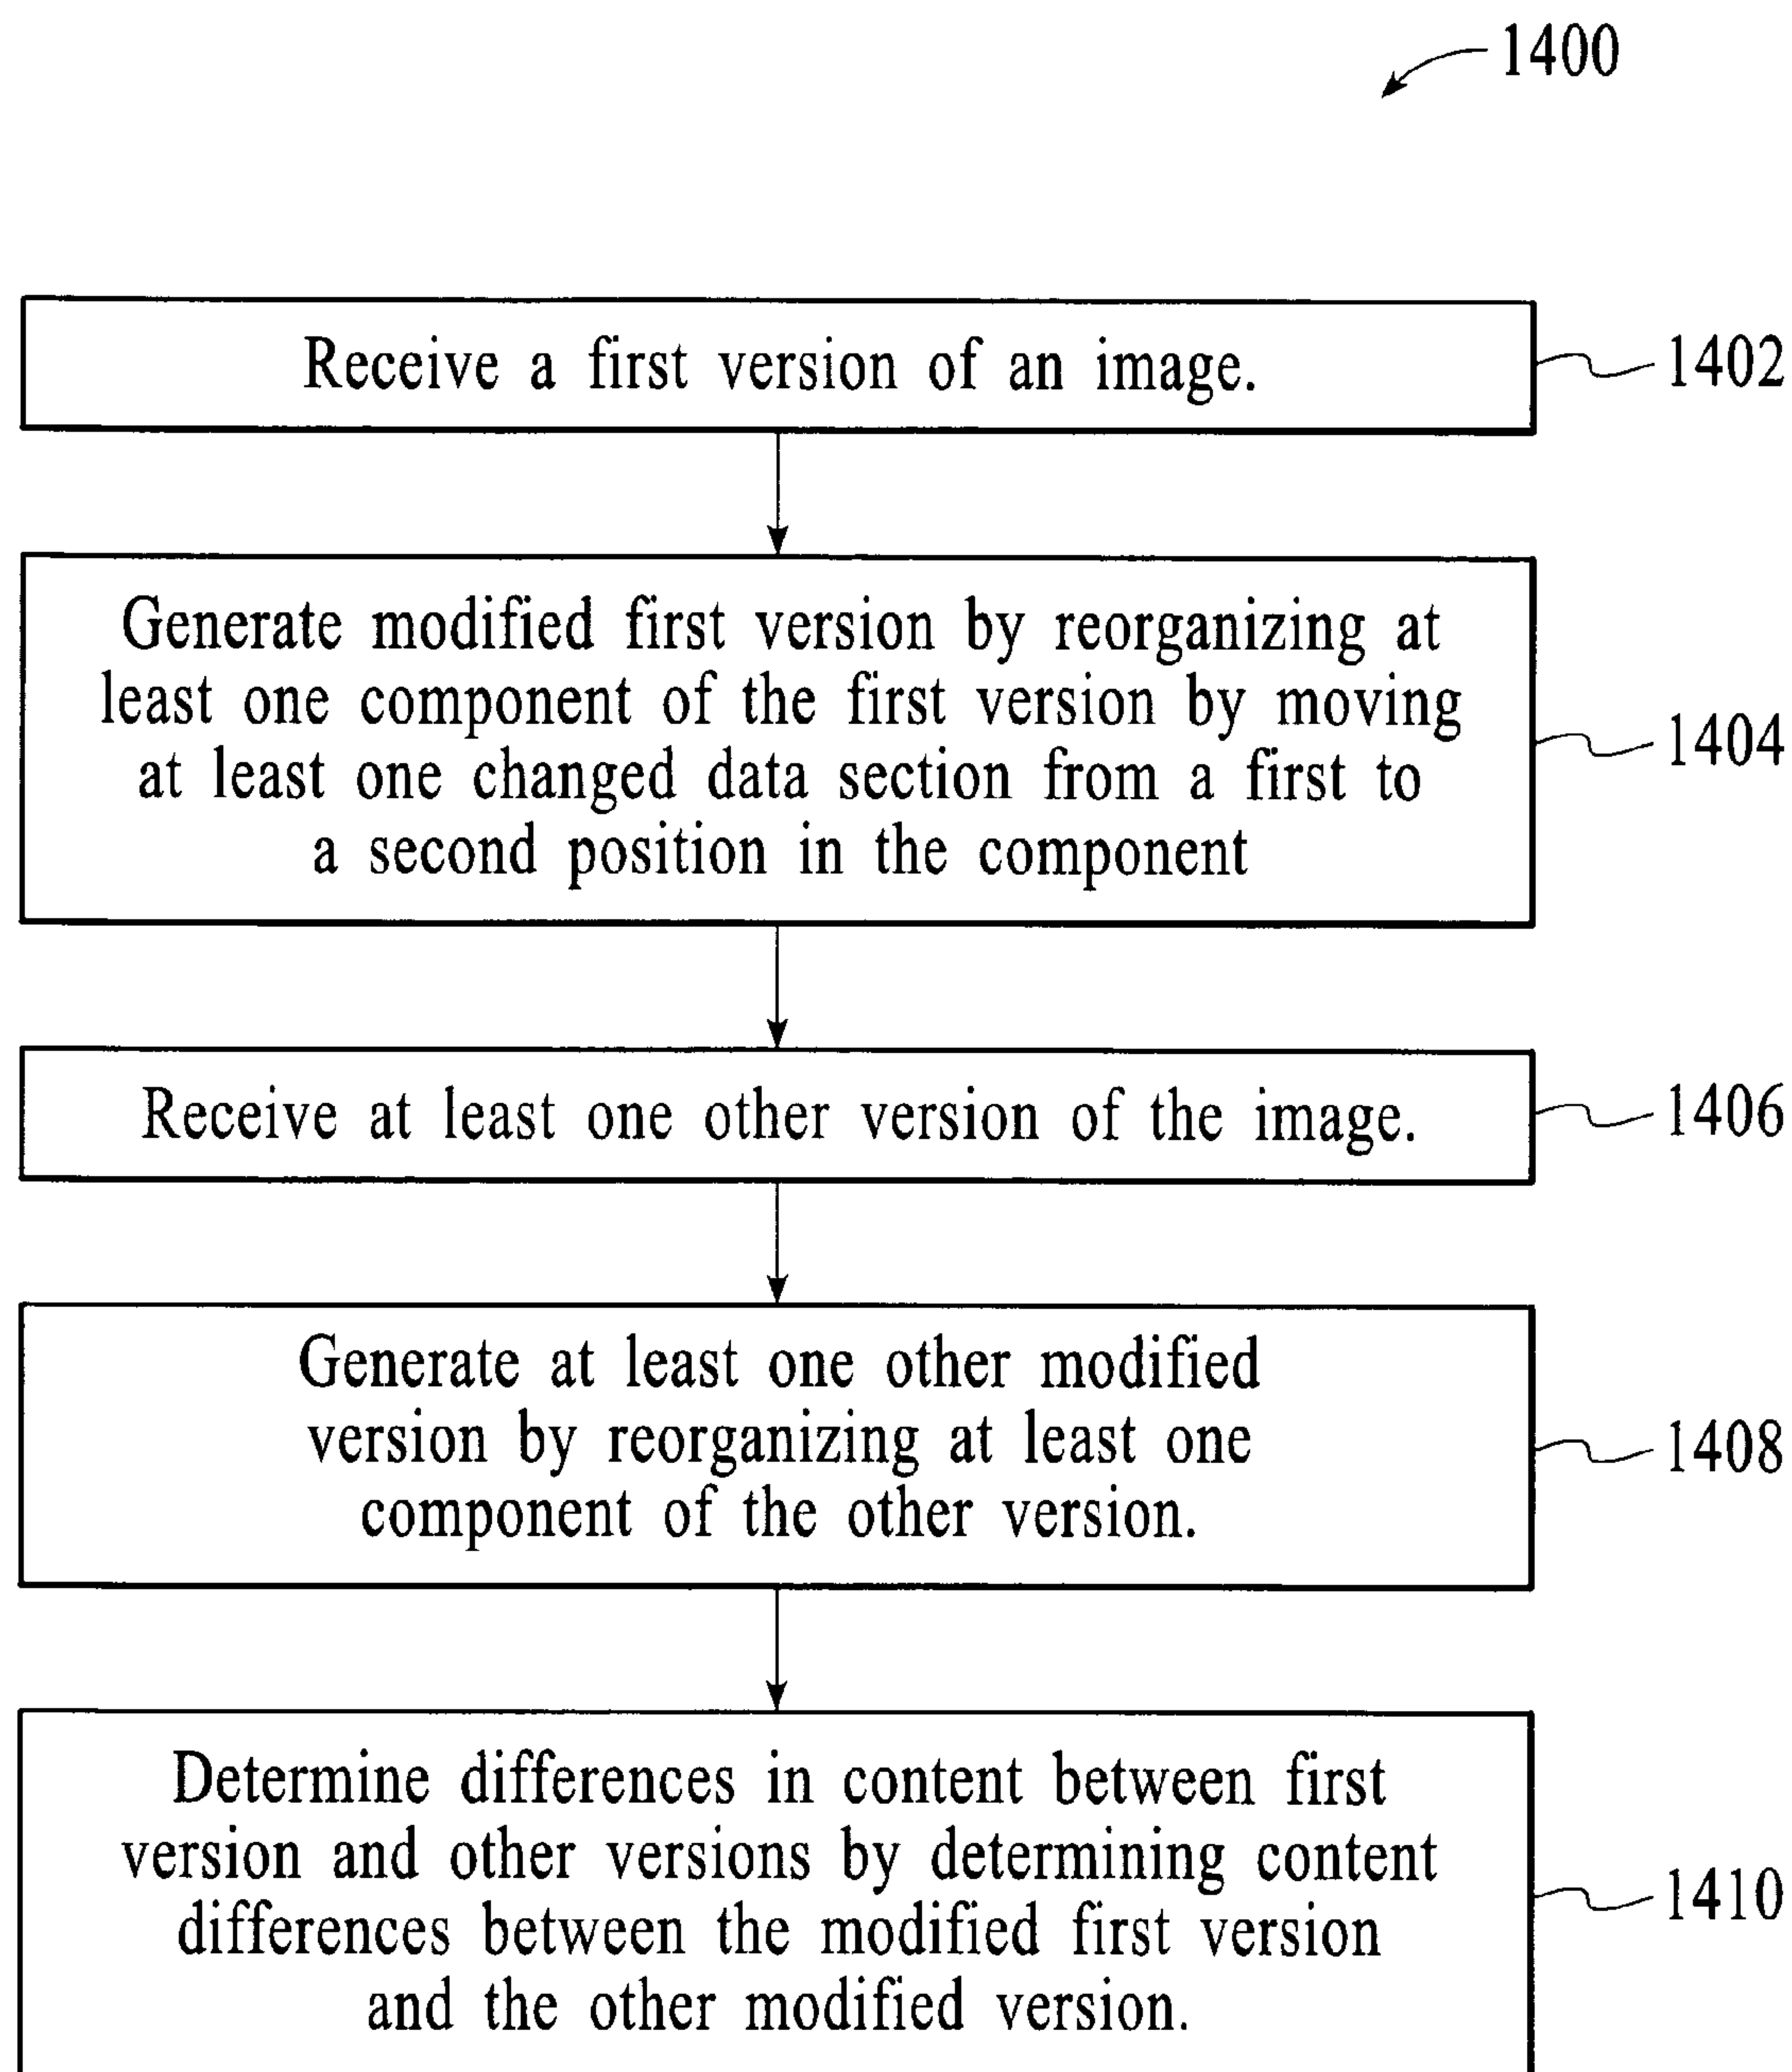 1400
Receive a first version of an image.
1402
Generate modified first version by reorganizing at
least one component of the first version by moving
at least one changed data section from a first to
a second position in the component
1404
Receive at least one other version of the image.
1406
Generate at least one other modified
version by reorganizing at least one
component of the other version.
1408
Determine differences in content between first
version and other versions by determining content
differences between the modified first version
and the other modified version.
1410